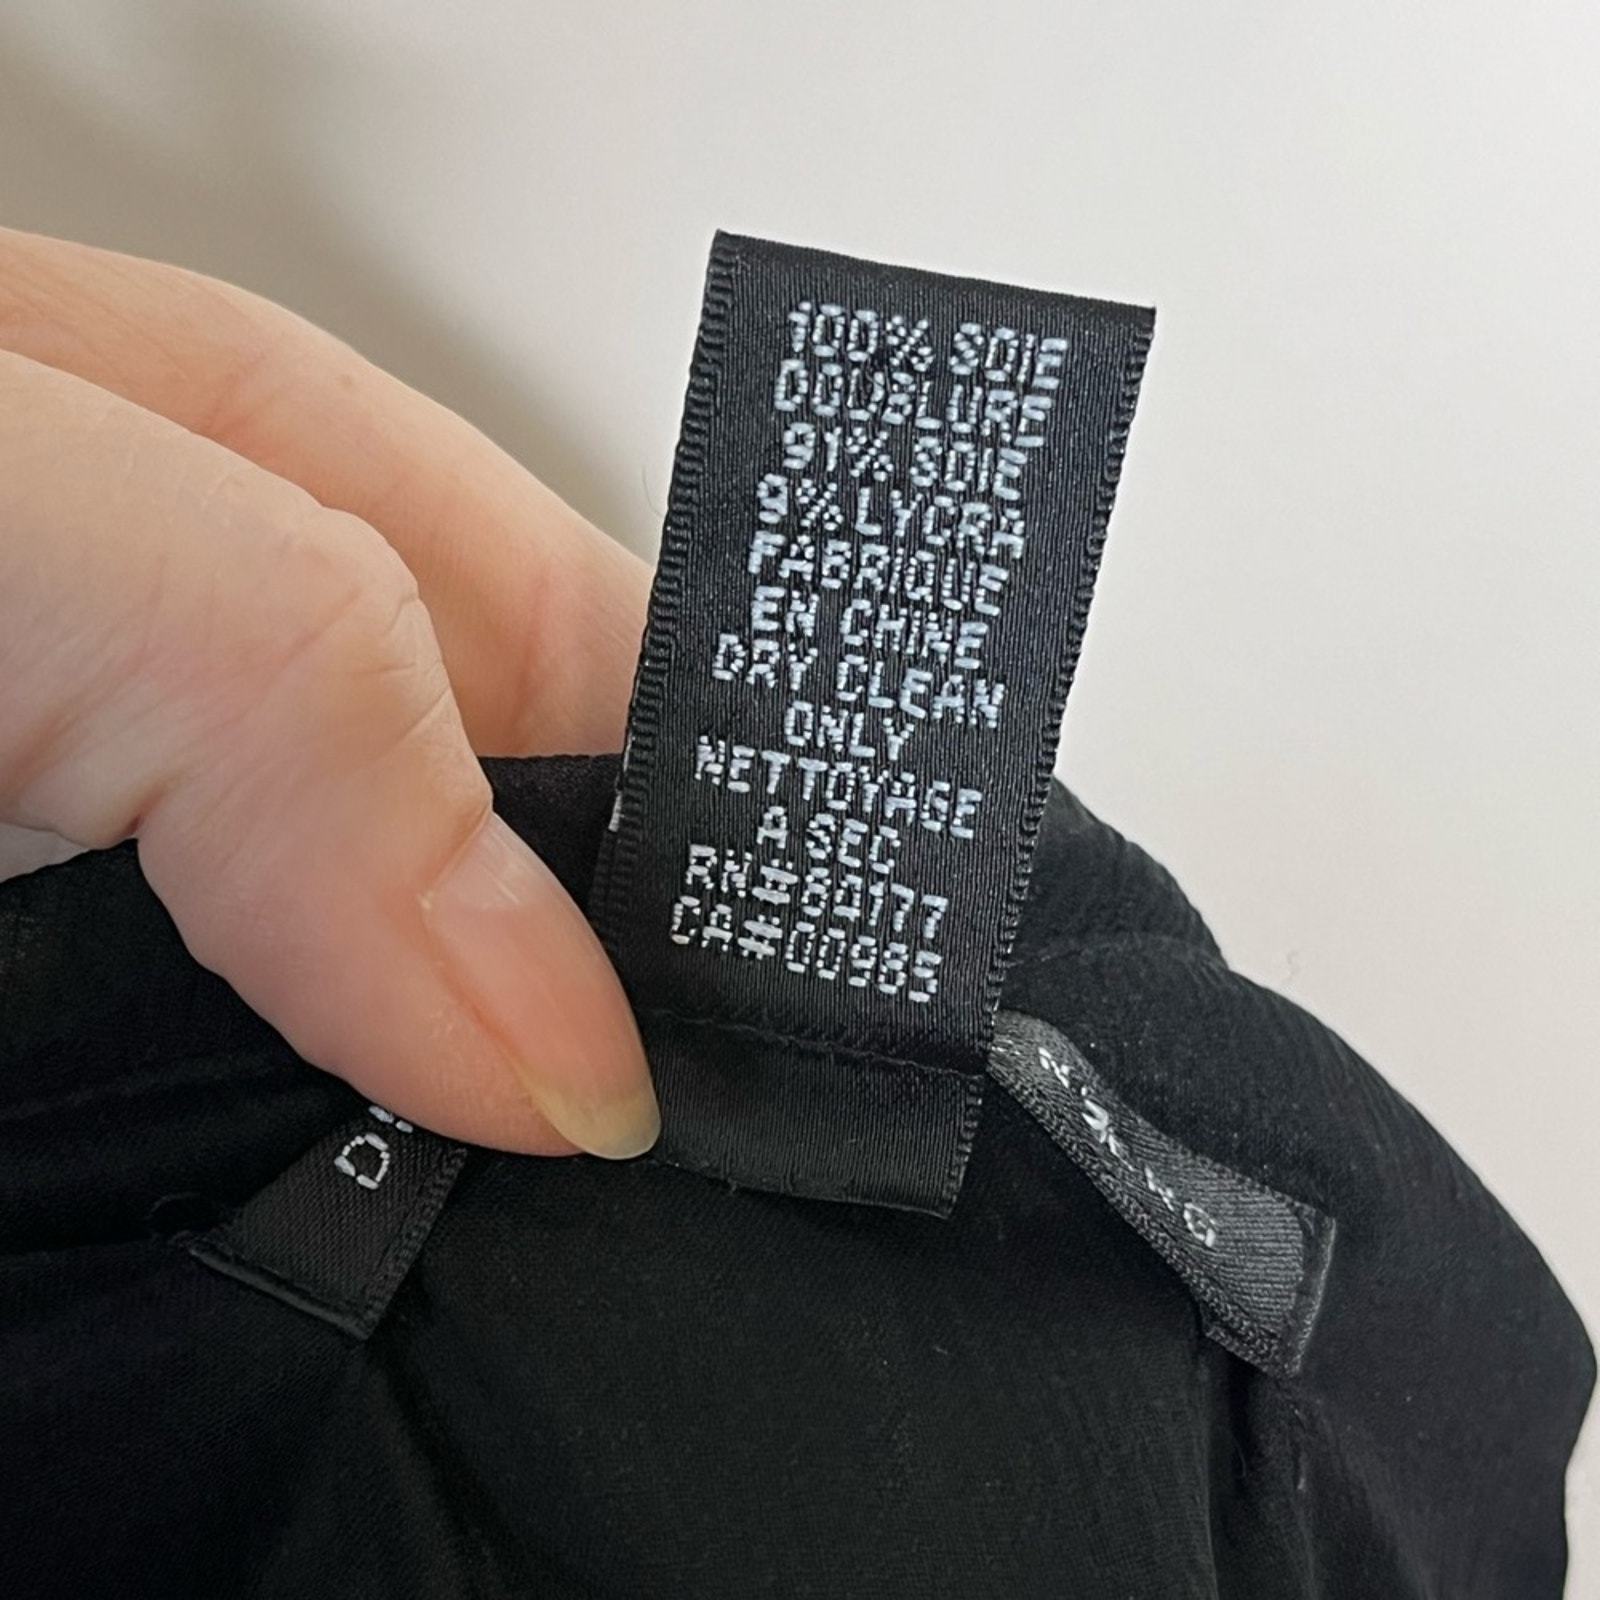 100% SOIE
DOUBLURE
91% SOIE
9% LYCRA
FABRIQUE
EN CHINE
DRY CLEAN
ONLY
NETTOYAGE
A SEC
RN#80177
CA#00985